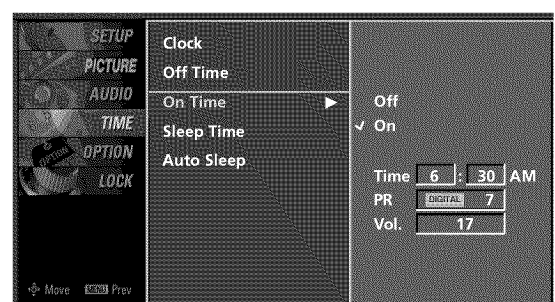 SETUP
PICTURE
AUDIO
TIME
OPTION
LOCK
OPTION
Move MENU Prev
Clock
Off Time
On Time
Sleep Time
Auto Sleep
Off
On
Time 6 : 30 AM
PR DIGITAL 7
Vol. 17